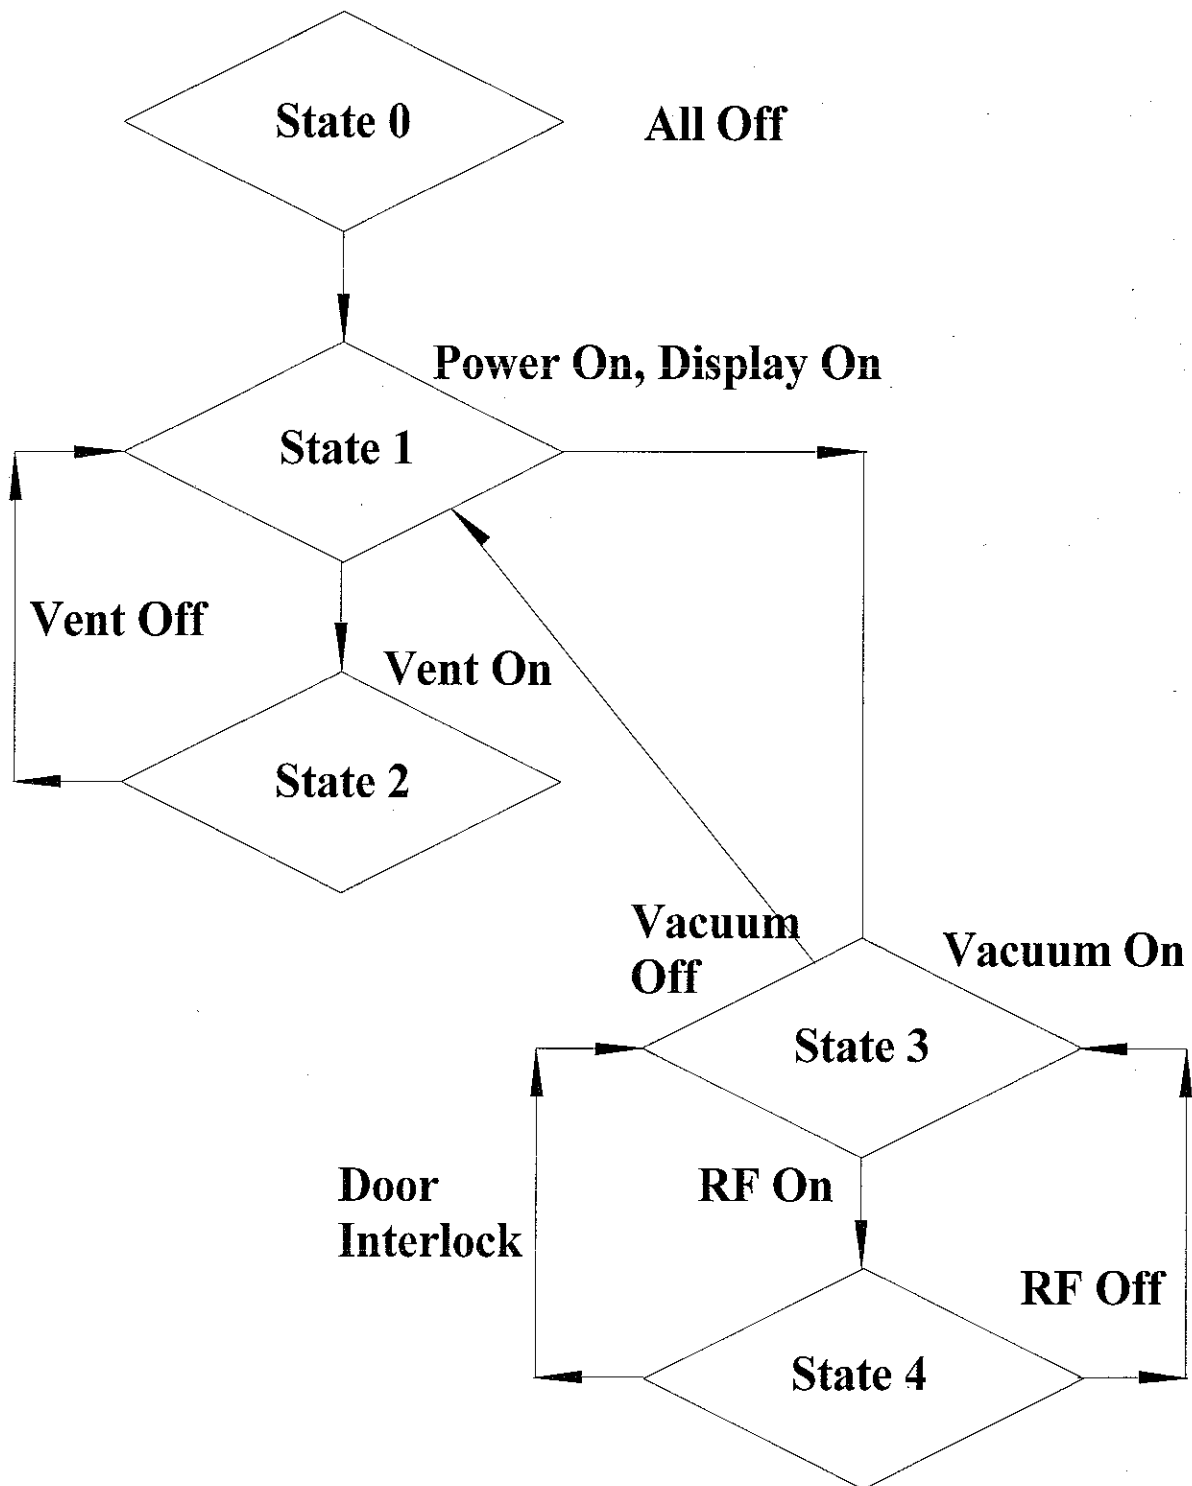 State 0
All Off
Power On, Display On
State 1
Vent Off
Vent On
State 2
Vacuum
Off
Vacuum On
State 3
Door
Interlock
RF On
RF Off
State 4